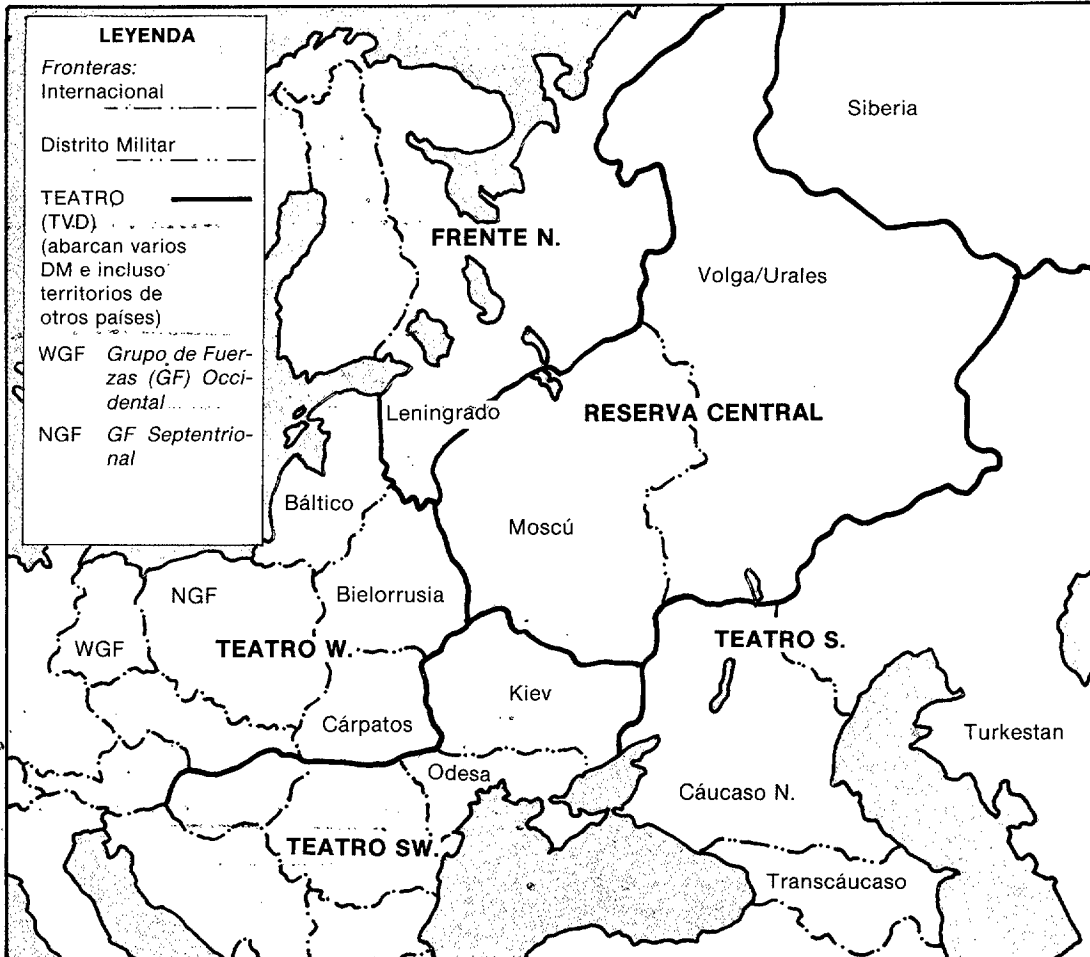 LEYENDA
Fronteras:
Internacional
Distrito Militar
TEATRO
(TVD)
(abarcan varios
DM e incluso
territorios de
otros países)
WGF Grupo de Fuer-
zas (GF) Occi-
dental
NGF GF Septentrio-
nal
Siberia
FRENTE N.
Volga/Urales
Leningrado
RESERVA CENTRAL
Báltico
Moscú
NGF
Bielorrusia
WGF
TEATRO W.
TEATRO S.
Kiev
Cárpatos
Turkestan
Odesa
Cáucaso N.
TEATRO SW.
Transcáucaso